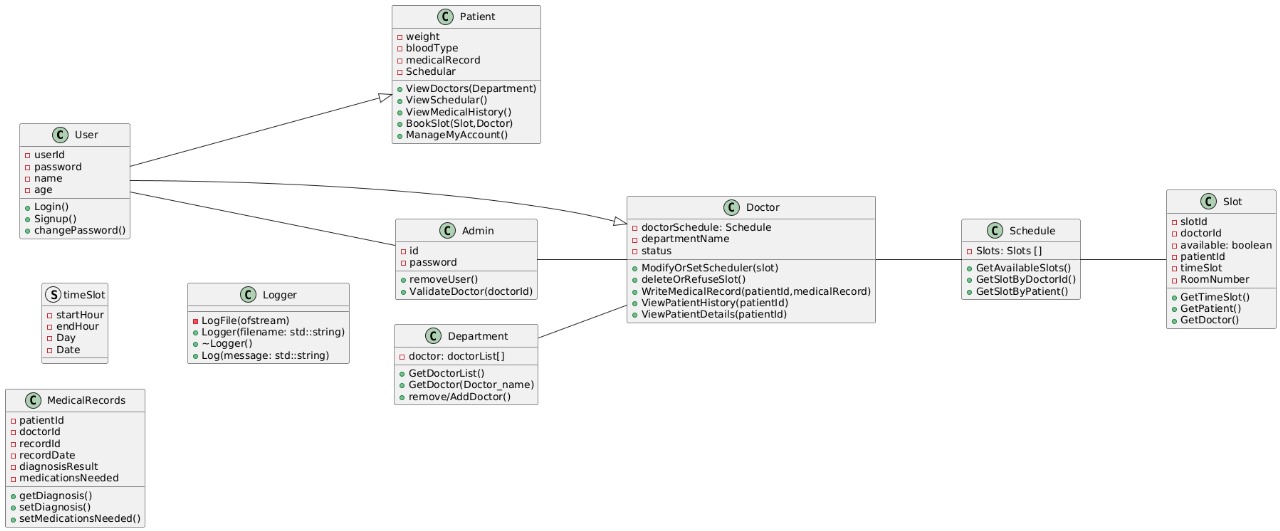 C Patient
weight
bloodType
medicalRecord
Schedular
ViewDoctors(Department)
ViewSchedular()
ViewMedicalHistory()
BookSlot(Slot,Doctor)
ManageMyAccount()
C User
userId
password
name
age
Login()
Signup()
changePassword()
C Admin
id
password
removeUser()
ValidateDoctor(doctorId)
C Doctor
doctorSchedule: Schedule
departmentName
status
ModifyOrSetScheduler(slot)
deleteOrRefuseSlot()
WriteMedicalRecord(patientId,medicalRecord)
ViewPatientHistory(patientId)
ViewPatientDetails(patientId)
C Schedule
Slots: Slots []
GetAvailableSlots()
GetSlotByDoctorId()
GetSlotByPatient()
C Slot
slotId
doctorId
available: boolean
patientId
timeSlot
RoomNumber
GetTimeSlot()
GetPatient()
GetDoctor()
S timeSlot
startHour
endHour
Day
Date
C Logger
LogFile(ofstream)
Logger(filename: std::string)
~Logger()
Log(message: std::string)
C Department
doctor: doctorList[]
GetDoctorList()
GetDoctor(Doctor_name)
remove/AddDoctor()
C MedicalRecords
patientId
doctorId
recordId
recordDate
diagnosisResult
medicationsNeeded
getDiagnosis()
setDiagnosis()
setMedicationsNeeded()